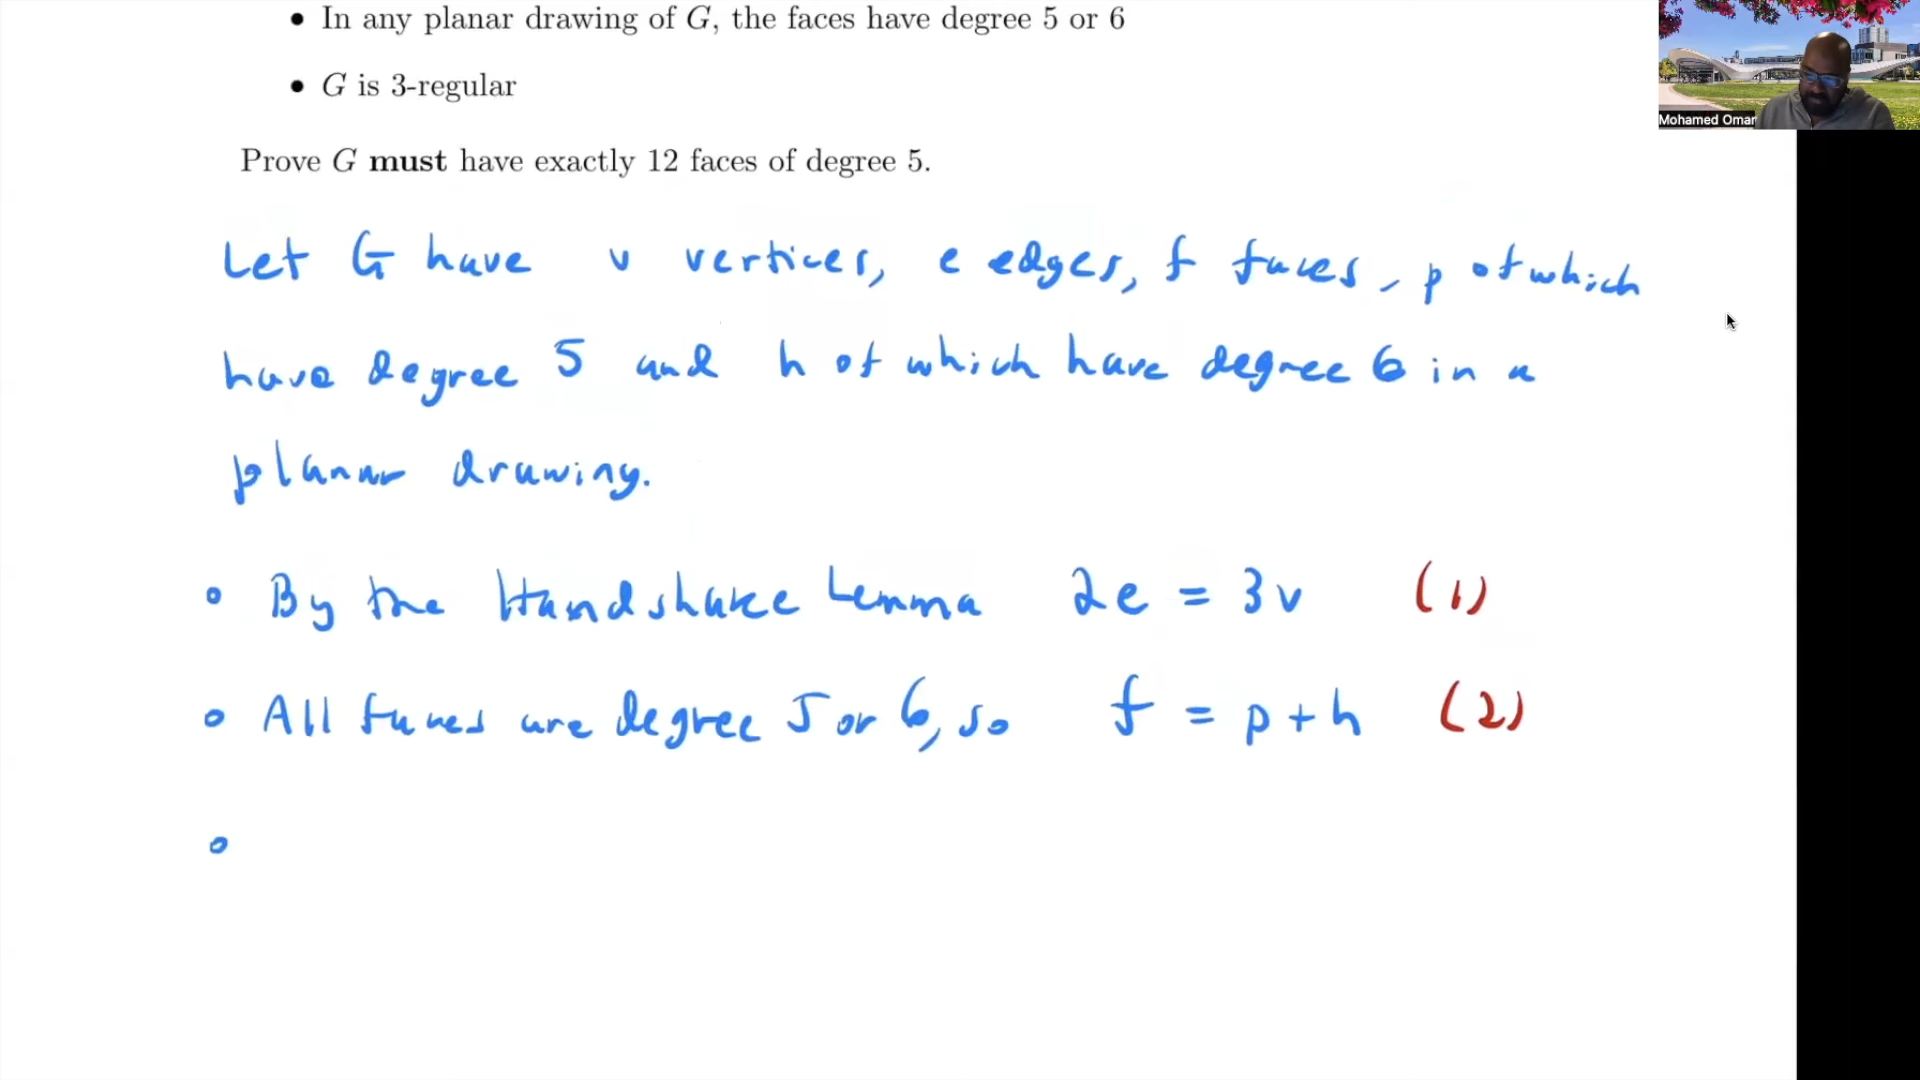 • In any planar drawing of G, the faces have degree 5 or 6
• G is 3-regular
Mohamed Omar
Prove G must have exactly 12 faces of degree 5.
Let G have v vertices, e edges, f faces, p of which
have degree 5 and h of which have degree 6 in a
planar drawing.
• By the Handshake Lemma 2e = 3v (1)
• All faces are degree 5 or 6, so f = p + h (2)
•